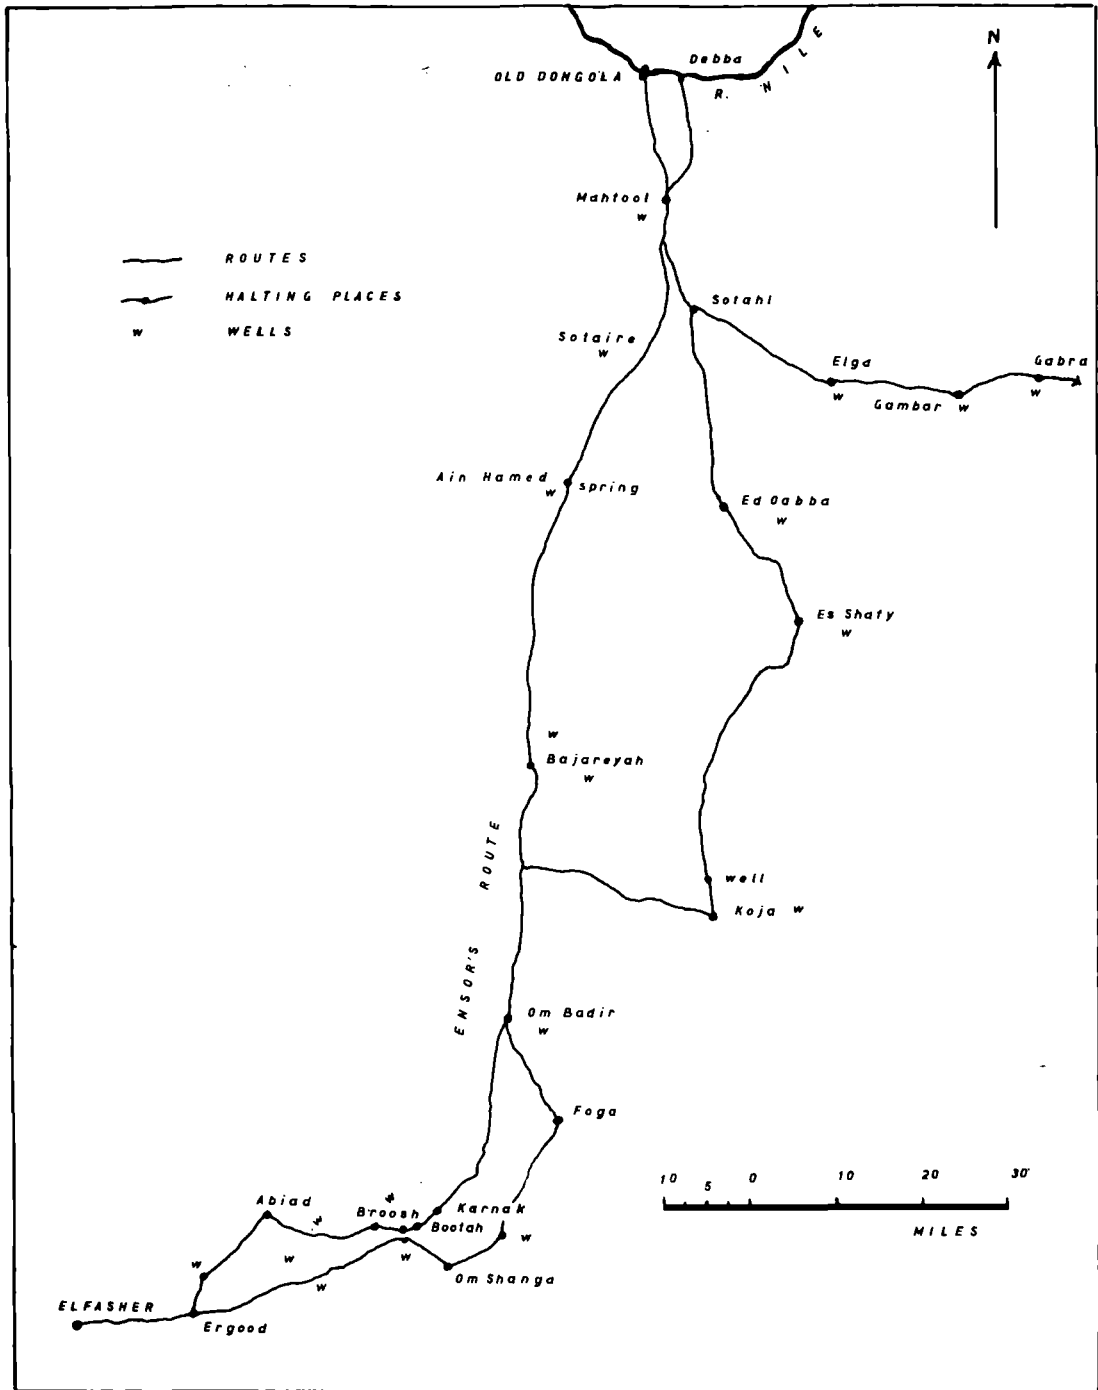 N
Debba
OLD DONGOLA
R. NILE
Mahtool
w
ROUTES
HALTING PLACES
w WELLS
Sotahl
Sotaire
w
Elga
w
Gabra
w
Gambar w
Ain Hamed
w spring
Ed Dabba
w
Es Shafy
w
w
Bajareyah
w
ENSOR'S ROUTE
well
Koja w
Om Badir
w
Foga
10 5 0 10 20 30
MILES
Abiad
w
w
Broosh
Karnak
Bootah
w
w
w
w
w
Om Shanga
ELFASHER
Ergood